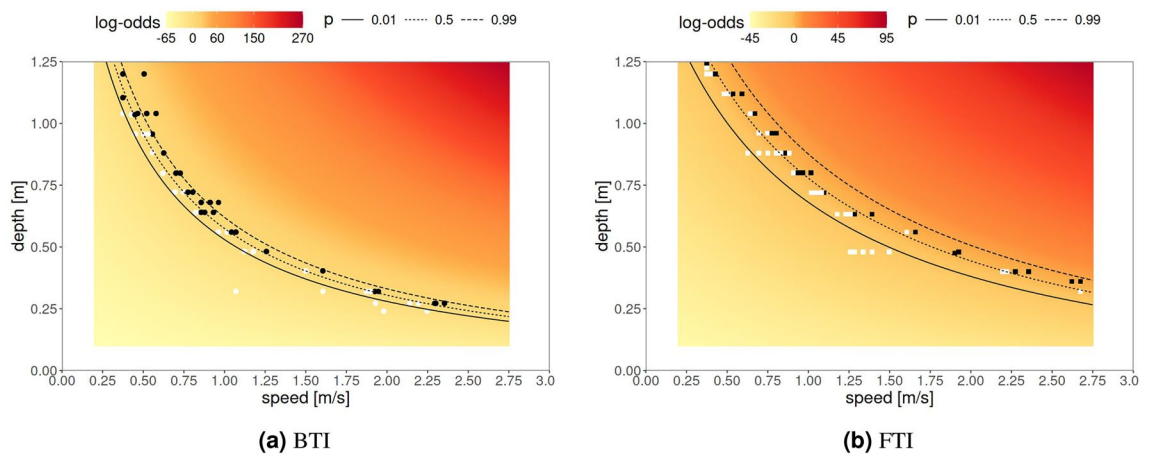 log-odds -65 0 60 150 270 p 0.01 0.5 0.99
1.25
1.00
0.75
0.50
0.25
0.00
depth [m]
0.00 0.25 0.50 0.75 1.00 1.25 1.50 1.75 2.00 2.25 2.50 2.75 3.0
speed [m/s]
(a) BTI
log-odds -45 0 45 95 p 0.01 0.5 0.99
1.25
1.00
0.75
0.50
0.25
0.00
depth [m]
0.00 0.25 0.50 0.75 1.00 1.25 1.50 1.75 2.00 2.25 2.50 2.75 3.0
speed [m/s]
(b) FTI